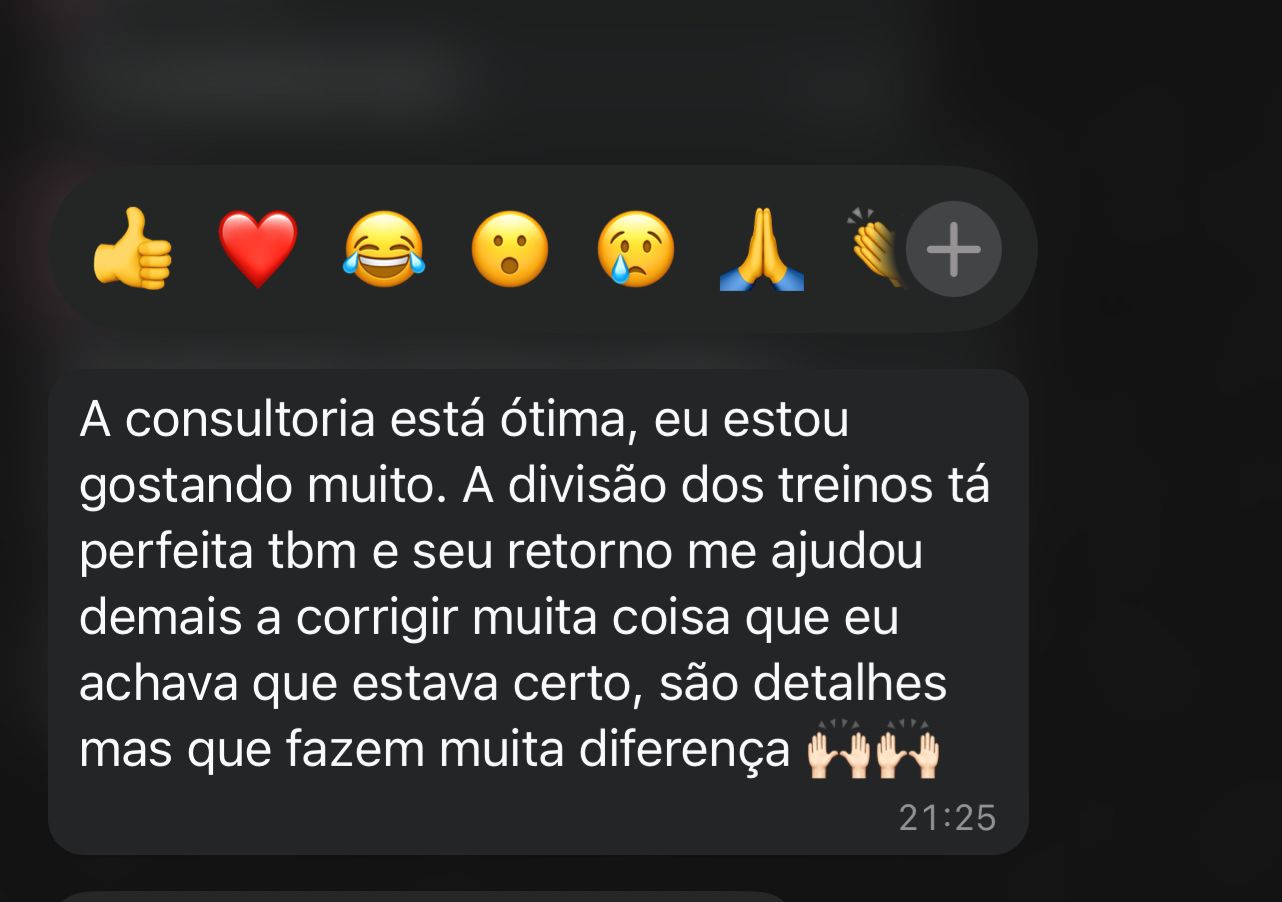 A consultoria está ótima, eu estou
gostando muito. A divisão dos treinos tá
perfeita tbm e seu retorno me ajudou
demais a corrigir muita coisa que eu
achava que estava certo, são detalhes
mas que fazem muita diferença 🙌🏻🙌🏻
21:25